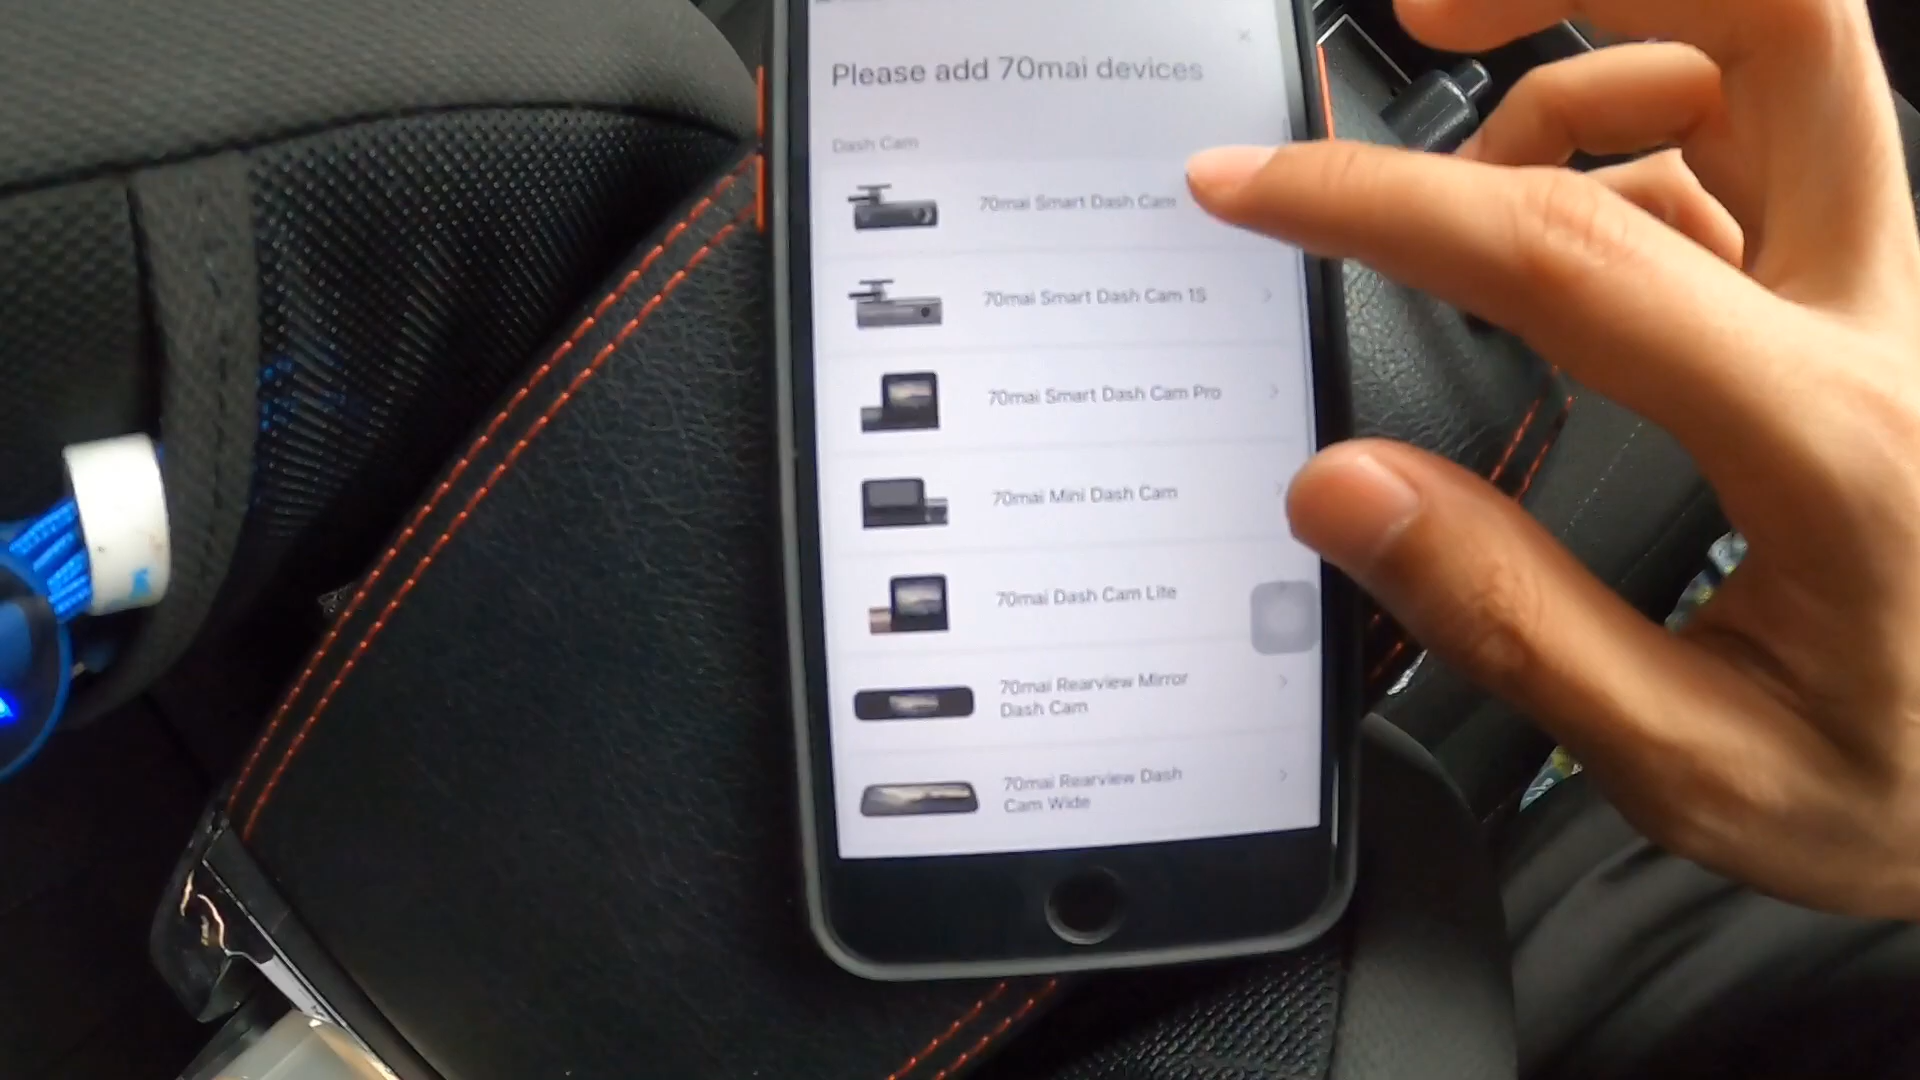 Please add 70mai devices
Dash Cam
70mai Smart Dash Cam
70mai Smart Dash Cam 1S
70mai Smart Dash Cam Pro
70mai Mini Dash Cam
70mai Dash Cam Lite
70mai Rearview Mirror
Dash Cam
70mai Rearview Dash
Cam Wide